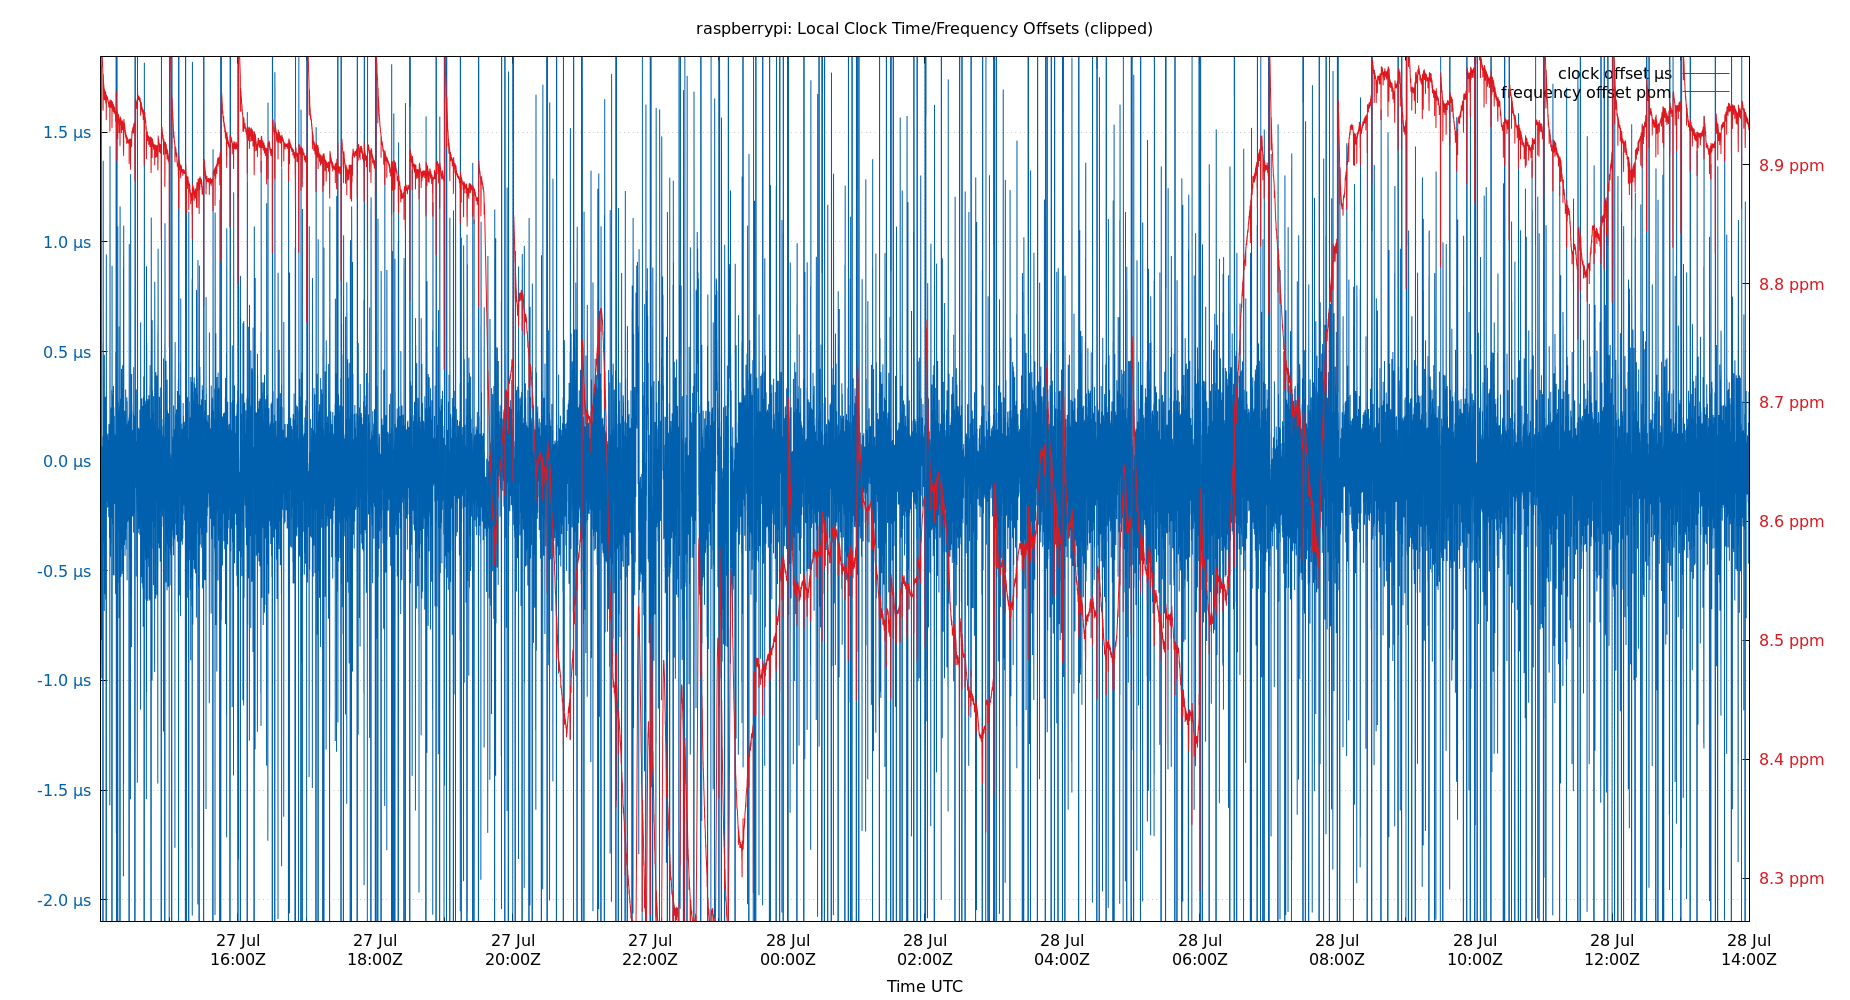 raspberrypi: Local Clock Time/Frequency Offsets (clipped)
clock offset µs
frequency offset ppm
1.5 µs
1.0 µs
0.5 µs
0.0 µs
-0.5 µs
-1.0 µs
-1.5 µs
-2.0 µs
8.9 ppm
8.8 ppm
8.7 ppm
8.6 ppm
8.5 ppm
8.4 ppm
8.3 ppm
27 Jul 27 Jul 27 Jul 27 Jul 28 Jul 28 Jul 28 Jul 28 Jul 28 Jul 28 Jul 28 Jul 28 Jul
16:00Z 18:00Z 20:00Z 22:00Z 00:00Z 02:00Z 04:00Z 06:00Z 08:00Z 10:00Z 12:00Z 14:00Z
Time UTC